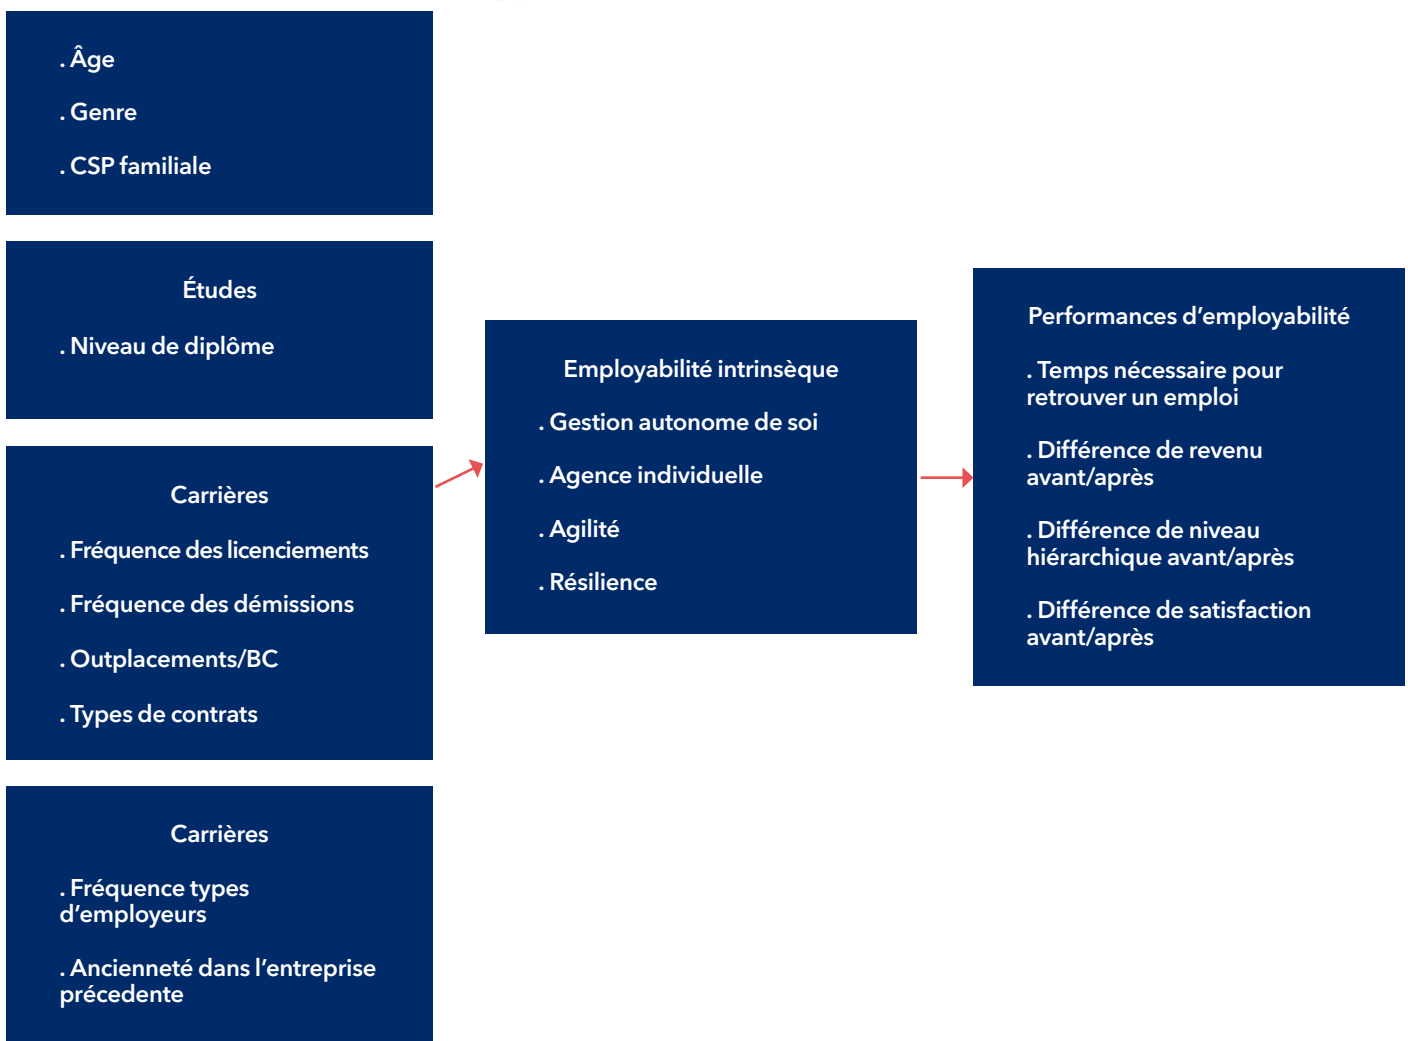 . Âge
. Genre
. CSP familiale
Études
. Niveau de diplôme
Carrières
. Fréquence des licenciements
. Fréquence des démissions
. Outplacements/BC
. Types de contrats
Carrières
. Fréquence types
d’employeurs
. Ancienneté dans l’entreprise
précedente
Employabilité intrinsèque
. Gestion autonome de soi
. Agence individuelle
. Agilité
. Résilience
Performances d’employabilité
. Temps nécessaire pour
retrouver un emploi
. Différence de revenu
avant/après
. Différence de niveau
hiérarchique avant/après
. Différence de satisfaction
avant/après